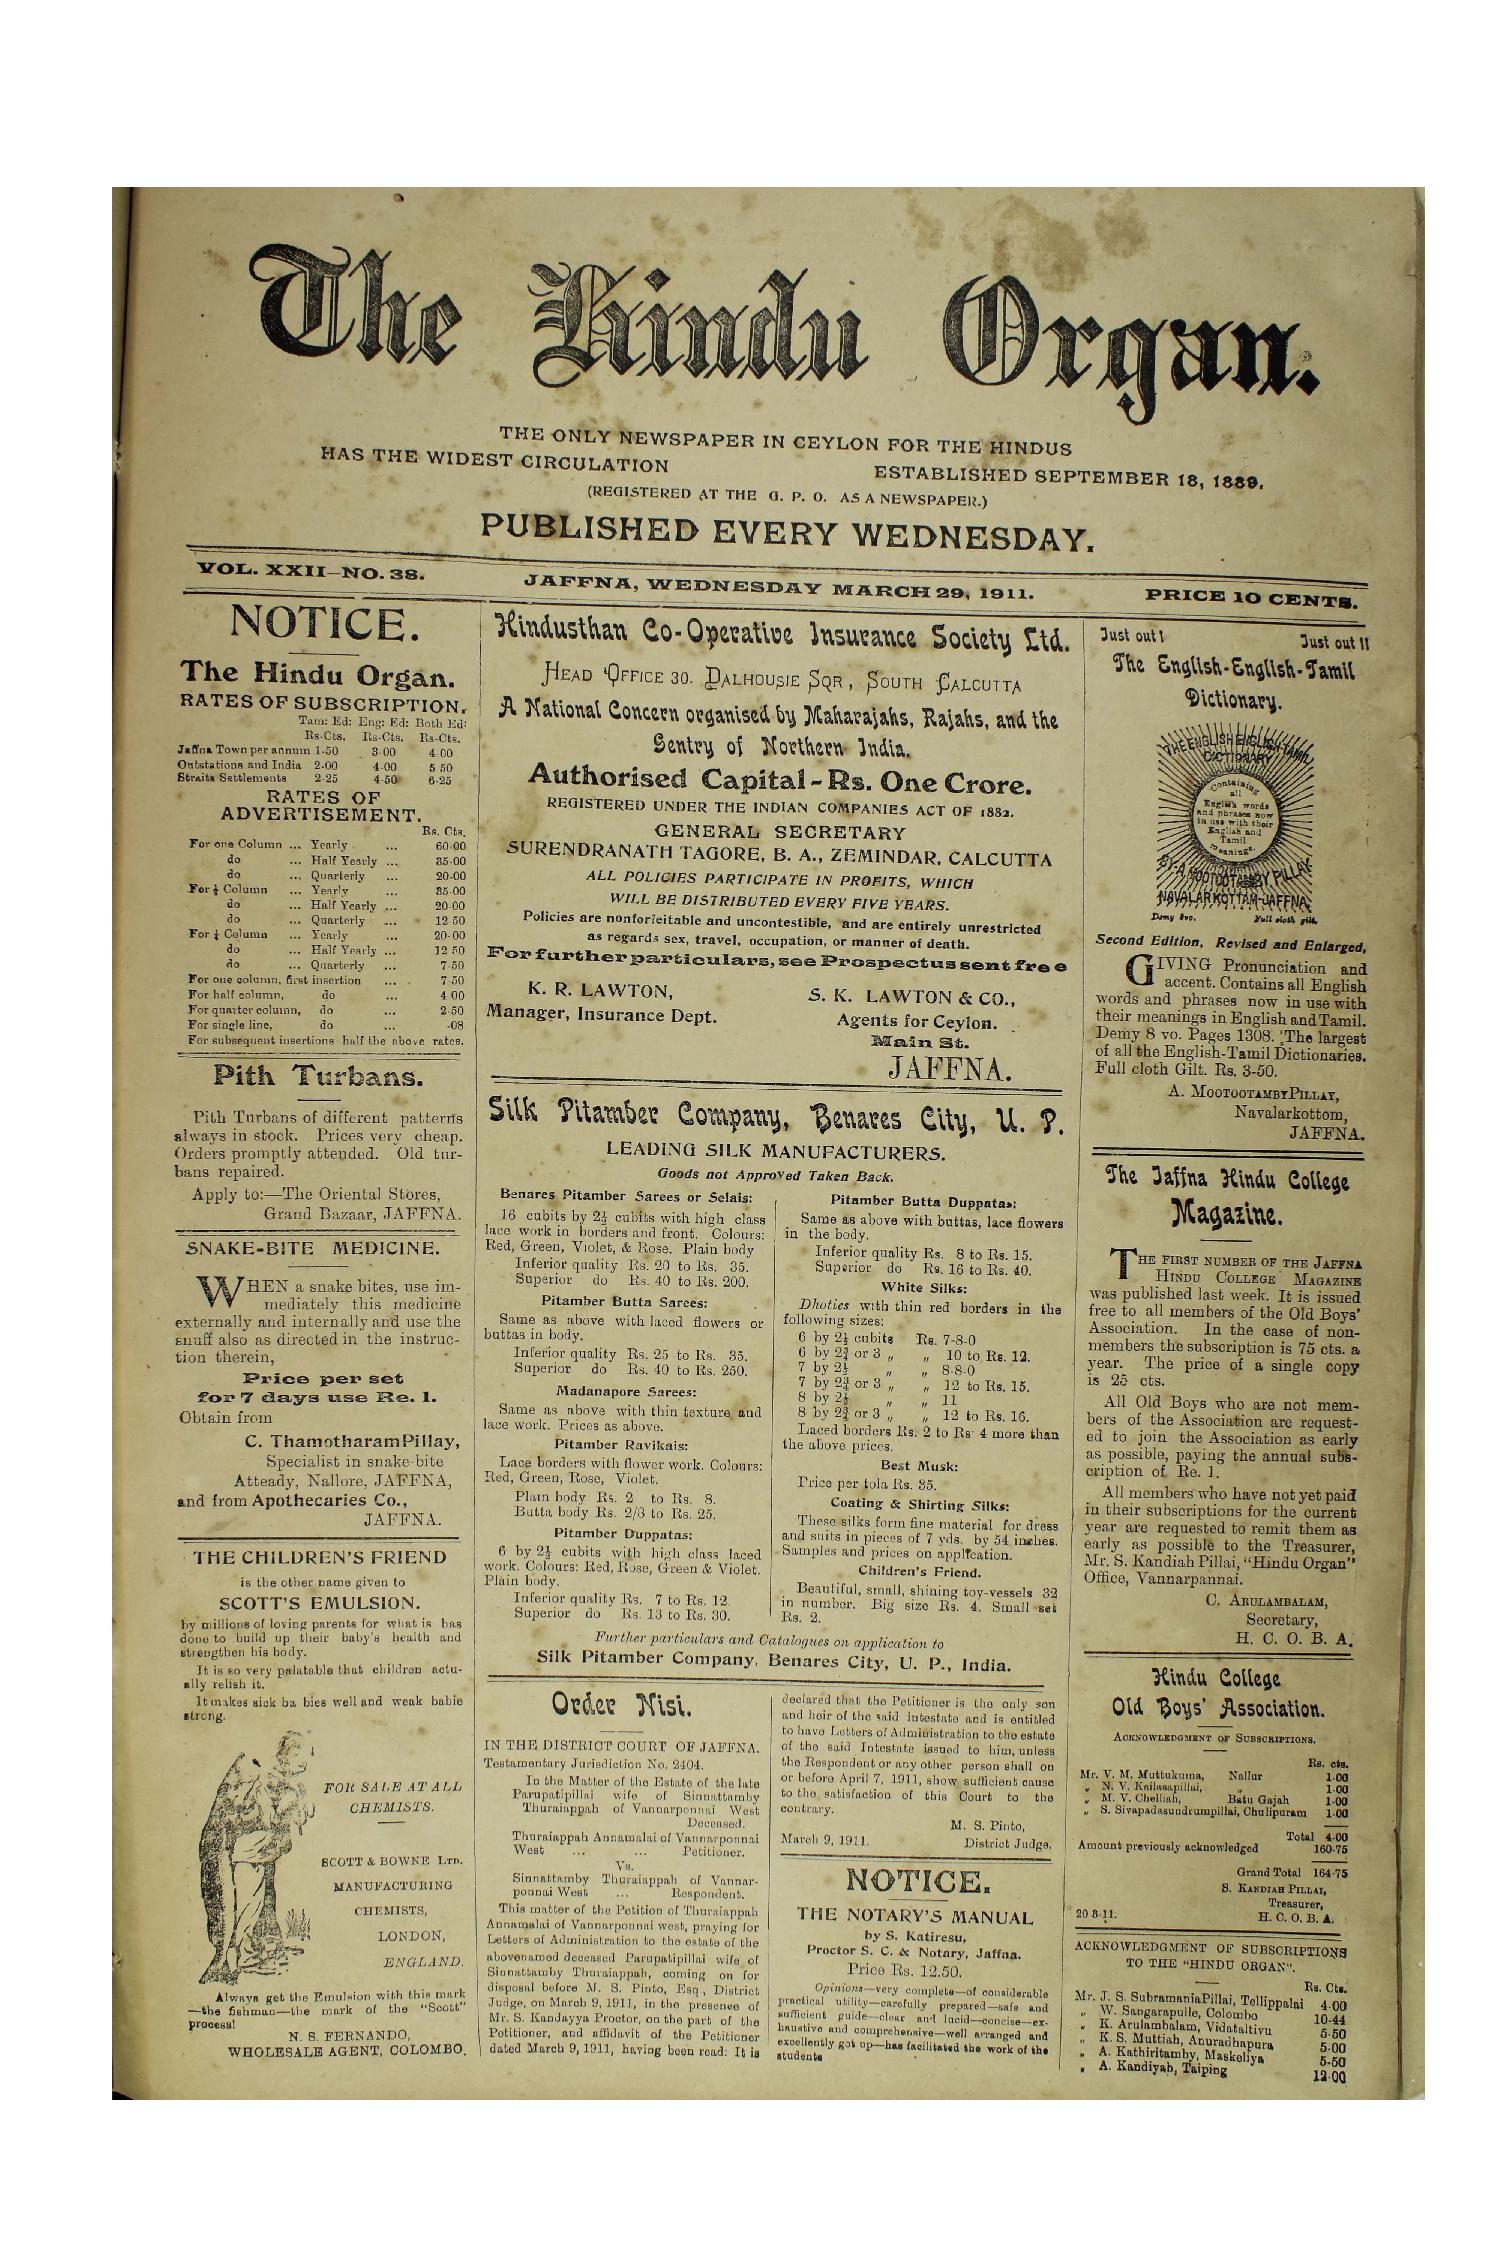 The Hindu Organ.
THE ONLY NEWSPAPER IN CEYLON FOR THE HINDUS
HAS THE WIDEST CIRCULATION ESTABLISHED SEPTEMBER 18, 1889.
(REGISTERED AT THE G. P. O. AS A NEWSPAPER.)
PUBLISHED EVERY WEDNESDAY.
VOL. XXII—NO. 38. JAFFNA, WEDNESDAY MARCH 29, 1911. PRICE 10 CENTS.
NOTICE.
The Hindu Organ.
RATES OF SUBSCRIPTION.
Tam: Ed: Eng: Ed: Both Ed:
Rs-Cts. Rs-Cts. Rs-Cts.
Jaffna Town per annum 1-50 3-00 4 00
Outstations and India 2-00 4-00 5 50
Straits Settlements 2-25 4-50 6-25
RATES OF
ADVERTISEMENT.
Rs. Cts.
For one Column ... Yearly ... 60-00
do ... Half Yearly ... 35-00
do ... Quarterly ... 20-00
For ½ Column ... Yearly ... 35-00
do ... Half Yearly ... 20-00
do ... Quarterly ... 12-50
For ¼ Column ... Yearly ... 20-00
do ... Half Yearly ... 12 50
do ... Quarterly ... 7-50
For one column, first insertion ... 7 50
For half column, do ... 4 00
For quarter column, do ... 2-50
For single line, do ... -08
For subsequent insertions half the above rates.
Pith Turbans.
Pith Turbans of different patterns
always in stock. Prices very cheap.
Orders promptly attended. Old tur-
bans repaired.
Apply to:—The Oriental Stores,
Grand Bazaar, JAFFNA.
SNAKE-BITE MEDICINE.
WHEN a snake bites, use im-
mediately this medicine
externally and internally and use the
snuff also as directed in the instruc-
tion therein,
Price per set
for 7 days use Re. 1.
Obtain from
C. ThamotharamPillay,
Specialist in snake-bite
Atteady, Nallore, JAFFNA,
and from Apothecaries Co.,
JAFFNA.
THE CHILDREN'S FRIEND
is the other name given to
SCOTT'S EMULSION.
by millions of loving parents for what is has
done to build up their baby's health and
strengthen his body.
It is so very palatable that children actu-
ally relish it.
It makes sick ba bies well and weak babie
strong.
FOR SALE AT ALL
CHEMISTS.
SCOTT & BOWNE LTD.
MANUFACTURING
CHEMISTS,
LONDON,
ENGLAND.
Always get the Emulsion with this mark
—the fishman—the mark of the "Scott"
process!
N. S. FERNANDO,
WHOLESALE AGENT, COLOMBO.
Hindusthan Co-Operative Insurance Society Ltd.
HEAD OFFICE 30. DALHOUSIE SQR, SOUTH CALCUTTA
A National Concern organised by Maharajahs, Rajahs, and the
Gentry of Northern India.
Authorised Capital - Rs. One Crore.
REGISTERED UNDER THE INDIAN COMPANIES ACT OF 1882.
GENERAL SECRETARY
SURENDRANATH TAGORE, B. A., ZEMINDAR, CALCUTTA
ALL POLICIES PARTICIPATE IN PROFITS, WHICH
WILL BE DISTRIBUTED EVERY FIVE YEARS.
Policies are nonforfeitable and uncontestible, and are entirely unrestricted
as regards sex, travel, occupation, or manner of death.
For further particulars, see Prospectus sent free
K. R. LAWTON,
Manager, Insurance Dept.
S. K. LAWTON & CO.,
Agents for Ceylon.
Main St.
JAFFNA.
Silk Pitamber Company, Benares City, U. P.
LEADING SILK MANUFACTURERS.
Goods not Approved Taken Back.
Benares Pitamber Sarees or Selais:
16 cubits by 2½ cubits with high class
lace work in borders and front. Colours:
Red, Green, Violet, & Rose. Plain body
Inferior quality Rs. 20 to Rs. 35.
Superior do Rs. 40 to Rs. 200.
Pitamber Butta Sarees:
Same as above with laced flowers or
buttas in body.
Inferior quality Rs. 25 to Rs. 35.
Superior do Rs. 40 to Rs. 250.
Madanapore Sarees:
Same as above with thin texture and
lace work. Prices as above.
Pitamber Ravikais:
Lace borders with flower work. Colours:
Red, Green, Rose, Violet.
Plain body Rs. 2 to Rs. 8.
Butta body Rs. 2/8 to Rs. 25.
Pitamber Duppatas:
6 by 2½ cubits with high class laced
work. Colours: Red, Rose, Green & Violet.
Plain body.
Inferior quality Rs. 7 to Rs. 12.
Superior do Rs. 13 to Rs. 30.
Pitamber Butta Duppatas:
Same as above with buttas, lace flowers
in the body.
Inferior quality Rs. 8 to Rs. 15.
Superior do Rs. 16 to Rs. 40.
White Silks:
Dhoties with thin red borders in the
following sizes:
6 by 2½ cubits Rs. 7-8-0
6 by 2¾ or 3 „ „ 10 to Rs. 12.
7 by 2½ „ „ 8-8-0
7 by 2¾ or 3 „ „ 12 to Rs. 15.
8 by 2½ „ „ 11
8 by 2¾ or 3 „ „ 12 to Rs. 16.
Laced borders Rs. 2 to Rs 4 more than
the above prices.
Best Musk:
Price per tola Rs. 35.
Coating & Shirting Silks:
These silks form fine material for dress
and suits in pieces of 7 yds. by 54 inches.
Samples and prices on application.
Children's Friend.
Beautiful, small, shining toy-vessels 32
in number. Big size Rs. 4. Small set
Rs. 2.
Further particulars and Catalogues on application to
Silk Pitamber Company, Benares City, U. P., India.
Order Nisi.
IN THE DISTRICT COURT OF JAFFNA.
Testamentary Jurisdiction No. 2404.
In the Matter of the Estate of the late
Parupatipillai wife of Sinnattamby
Thuraiappah of Vannarponnai West
Deceased.
Thuraiappah Annamalai of Vannarponnai
West ... ... Petitioner.
Vs.
Sinnattamby Thuraiappah of Vannar-
ponnai West ... Respondent.
This matter of the Petition of Thuraiappah
Annamalai of Vannarponnai west, praying for
Letters of Administration to the estate of the
abovenamed deceased Parupatipillai wife of
Sinnattamby Thuraiappah, coming on for
disposal before M. S. Pinto, Esq, District
Judge, on March 9, 1911, in the presence of
Mr. S. Kandayya Proctor, on the part of the
Petitioner, and affidavit of the Petitioner
dated March 9, 1911, having been read: It is
declared that the Petitioner is the only son
and heir of the said intestate and is entitled
to have Letters of Administration to the estate
of the said Intestate issued to him, unless
the Respondent or any other person shall on
or before April 7, 1911, show sufficient cause
to the satisfaction of this Court to the
contrary.
M. S. Pinto,
March 9, 1911. District Judge.
NOTICE.
THE NOTARY'S MANUAL
by S. Katiresu,
Proctor S. C. & Notary, Jaffna.
Price Rs. 12.50.
Opinions—very complete—of considerable
practical utility—carefully prepared—safe and
sufficient guide—clear and lucid—concise—ex-
haustive and comprehensive—well arranged and
excellently got up—has facilitated the work of the
students
Just out! Just out!!
The English-English-Tamil
Dictionary.
THE ENGLISH ENGLISH-TAMIL
DICTIONARY
Containing
all
English words
and phrases now
in use with their
English and
Tamil
meanings.
BY A MOOTOOTAMBY PILLAY
NAVALARKOTTAM-JAFFNA.
Demy 8vo. Full cloth gilt.
Second Edition, Revised and Enlarged,
GIVING Pronunciation and
accent. Contains all English
words and phrases now in use with
their meanings in English and Tamil.
Demy 8 vo. Pages 1308. The largest
of all the English-Tamil Dictionaries.
Full cloth Gilt. Rs. 3-50.
A. MOOTOOTAMBYPILLAY,
Navalarkottom,
JAFFNA.
The Jaffna Hindu College
Magazine.
THE FIRST NUMBER OF THE JAFFNA
HINDU COLLEGE MAGAZINE
was published last week. It is issued
free to all members of the Old Boys'
Association. In the case of non-
members the subscription is 75 cts. a
year. The price of a single copy
is 25 cts.
All Old Boys who are not mem-
bers of the Association are request-
ed to join the Association as early
as possible, paying the annual subs-
cription of Re. 1.
All members who have not yet paid
in their subscriptions for the current
year are requested to remit them as
early as possible to the Treasurer,
Mr. S. Kandiah Pillai, "Hindu Organ"
Office, Vannarpannai.
C. ARULAMBALAM,
Secretary,
H. C. O. B. A.
Hindu College
Old Boys' Association.
ACKNOWLEDGMENT OF SUBSCRIPTIONS.
Rs. cts.
Mr. V. M. Muttukuma, Nallur 1-00
„ N. V. Kailasapillai, „ 1-00
„ M. V. Chelliah, Batu Gajah 1-00
„ S. Sivapadasundrumpillai, Chulipuram 1-00
Total 4-00
Amount previously acknowledged 160-75
Grand Total 164-75
S. KANDIAH PILLAI,
Treasurer,
20 3-11. H. C. O. B. A.
ACKNOWLEDGMENT OF SUBSCRIPTIONS
TO THE "HINDU ORGAN".
Rs. Cts.
Mr. J. S. SubramaniaPillai, Tellippalai 4-00
„ W. Sangarapulle, Colombo 10-44
„ K. Arulambalam, Vidataltivu 5-50
„ K. S. Muttiah, Anuradhapura 5-00
„ A. Kathiritamby, Maskeliya 5-50
„ A. Kandiyah, Taiping 12-00